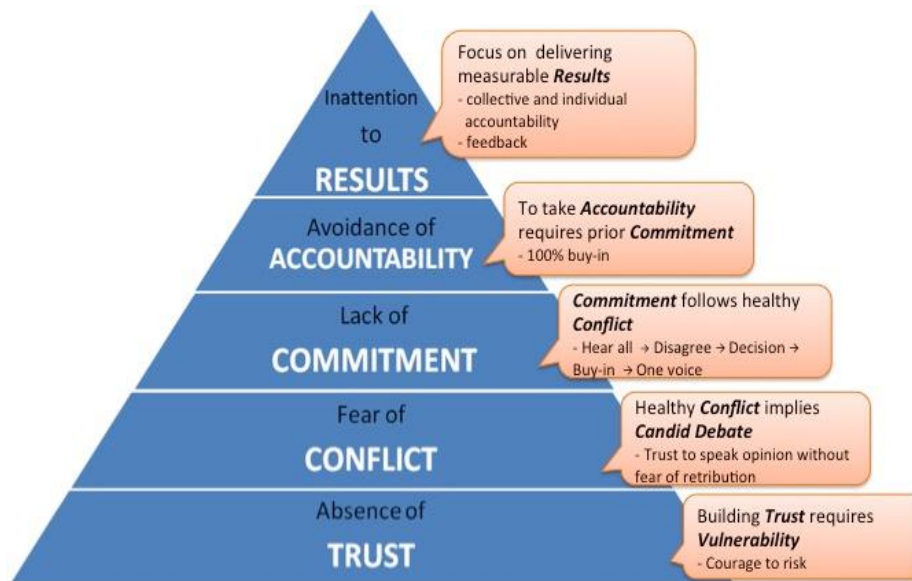 Inattention
to
RESULTS
Focus on delivering
measurable Results
- collective and individual
accountability
- feedback
Avoidance of
ACCOUNTABILITY
To take Accountability
requires prior Commitment
- 100% buy-in
Lack of
COMMITMENT
Commitment follows healthy
Conflict
- Hear all → Disagree → Decision →
Buy-in → One voice
Fear of
CONFLICT
Healthy Conflict implies
Candid Debate
- Trust to speak opinion without
fear of retribution
Absence of
TRUST
Building Trust requires
Vulnerability
- Courage to risk